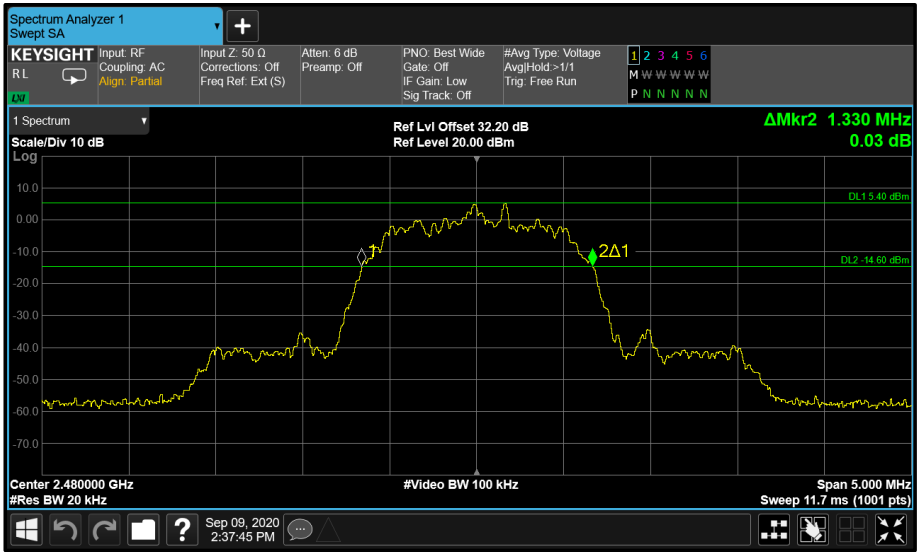 Spectrum Analyzer 1
Swept SA
+
KEYSIGHT Input: RF Input Z: 50 Ω Atten: 6 dB PNO: Best Wide #Avg Type: Voltage 1 2 3 4 5 6
RL Coupling: AC Corrections: Off Preamp: Off Gate: Off Avg|Hold:>1/1 M W W W W W
Align: Partial Freq Ref: Ext (S) IF Gain: Low Trig: Free Run P N N N N N
LXI Sig Track: Off
1 Spectrum
Scale/Div 10 dB
Ref Lvl Offset 32.20 dB
Ref Level 20.00 dBm
ΔMkr2 1.330 MHz
0.03 dB
Log
10.0
DL1 5.40 dBm
0.00
-10.0
1
2Δ1
DL2 -14.60 dBm
-20.0
-30.0
-40.0
-50.0
-60.0
-70.0
Center 2.480000 GHz #Video BW 100 kHz Span 5.000 MHz
#Res BW 20 kHz Sweep 11.7 ms (1001 pts)
?
Sep 09, 2020
2:37:45 PM